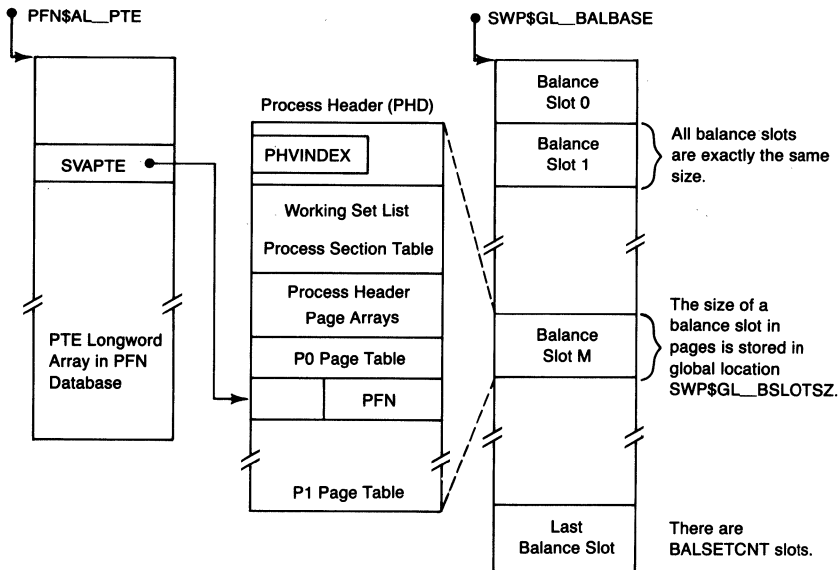 PFN$AL__PTE
SVAPTE
PTE Longword
Array in PFN
Database
Process Header (PHD)
PHVINDEX
Working Set List
Process Section Table
Process Header
Page Arrays
P0 Page Table
PFN
P1 Page Table
SWP$GL__BALBASE
Balance
Slot 0
Balance
Slot 1
All balance slots
are exactly the same
size.
Balance
Slot M
The size of a
balance slot in
pages is stored in
global location
SWP$GL__BSLOTSZ.
Last
Balance Slot
There are
BALSETCNT slots.